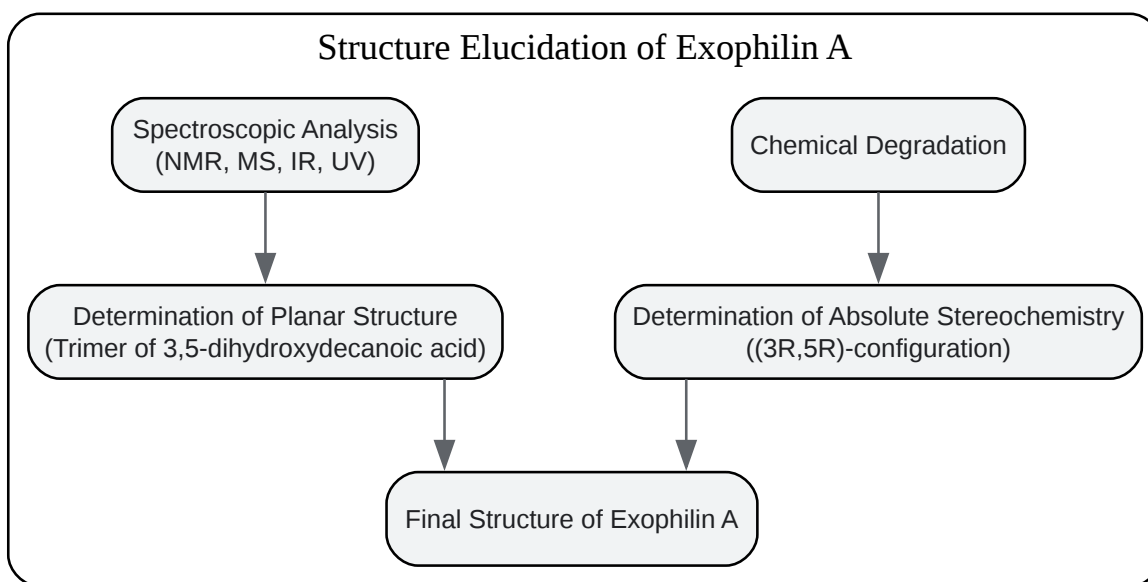 Structure Elucidation of Exophilin A
Spectroscopic Analysis
(NMR, MS, IR, UV)
Chemical Degradation
Determination of Planar Structure
(Trimer of 3,5-dihydroxydecanoic acid)
Determination of Absolute Stereochemistry
((3R,5R)-configuration)
Final Structure of Exophilin A